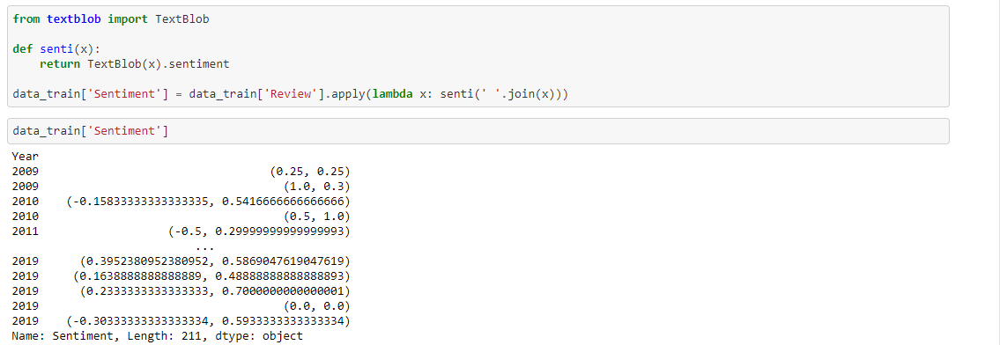 from textblob import TextBlob
def senti(x):
    return TextBlob(x).sentiment
data_train['Sentiment'] = data_train['Review'].apply(lambda x: senti(' '.join(x)))
data_train['Sentiment']
Year
2009                                  (0.25, 0.25)
2009                                    (1.0, 0.3)
2010    (-0.15833333333333335, 0.5416666666666666)
2010                                    (0.5, 1.0)
2011                   (-0.5, 0.29999999999999993)
                       ...
2019      (0.3952380952380952, 0.5869047619047619)
2019     (0.1638888888888889, 0.48888888888888893)
2019      (0.2333333333333333, 0.7000000000000001)
2019                                    (0.0, 0.0)
2019    (-0.30333333333333334, 0.5933333333333334)
Name: Sentiment, Length: 211, dtype: object